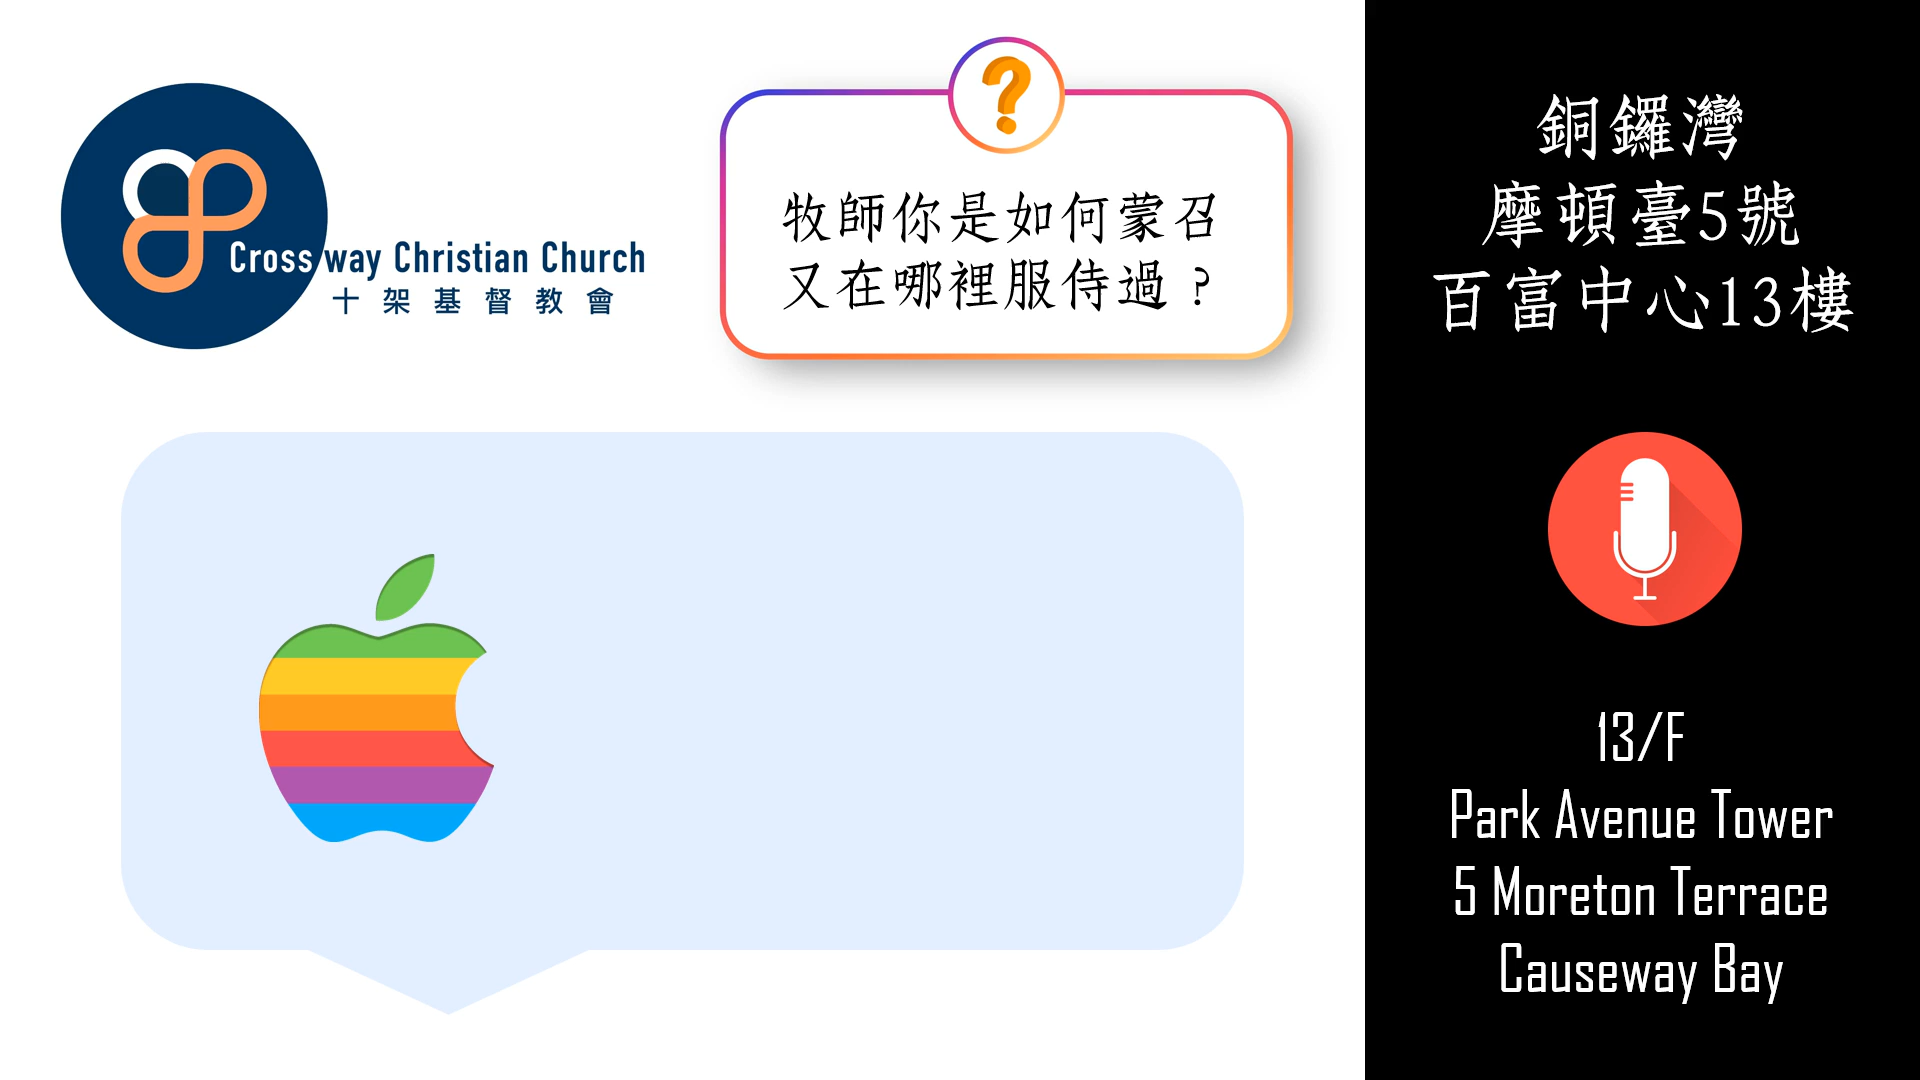 Cross way Christian Church
十架基督教會
牧師你是如何蒙召
又在哪裡服侍過？
銅鑼灣
摩頓臺5號
百富中心13樓
13/F
Park Avenue Tower
5 Moreton Terrace
Causeway Bay